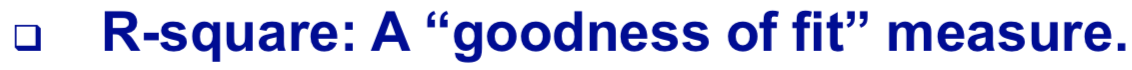 ❑ R-square: A “goodness of fit” measure.